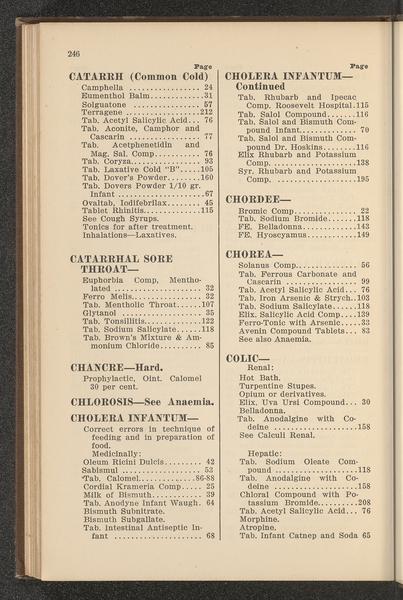 246
Page
CATARRH (Common Cold)
Camphella ................ 24
Eumenthol Balm............31
Solguatone ............... 57
Terragene .................212
Tab. Acetyl Salicylic Acid... 76
Tab. Aconite, Camphor and
Cascarin ................ 77
Tab. Acetphenetidin and
Mag. Sal. Comp.......... 76
Tab. Coryza............... 93
Tab. Laxative Cold "B".....105
Tab. Dover's Powder.......160
Tab. Dovers Powder 1/10 gr.
Infant ...................67
Ovaltab, Iodifebrilax....... 45
Tablet Rhinitis............115
See Cough Syrups.
Tonics for after treatment.
Inhalations—Laxatives.
CATARRHAL SORE
THROAT—
Euphorbia Comp, Mentho-
lated .................... 32
Ferro Melis................ 32
Tab. Mentholic Throat......107
Glytanol .................. 35
Tab. Tonsillitis............122
Tab. Sodium Salicylate.....118
Tab. Brown's Mixture & Am-
monium Chloride......... 85
CHANCRE—Hard.
Prophylactic, Oint. Calomel
30 per cent.
CHLOROSIS—See Anaemia.
CHOLERA INFANTUM—
Correct errors in technique of
feeding and in preparation of
food.
Medicinally:
Oleum Ricini Dulcis......... 42
Sabismul .................. 53
Tab. Calomel.............86-88
Cordial Krameria Comp..... 25
Milk of Bismuth............ 39
Tab. Anodyne Infant Waugh. 64
Bismuth Subnitrate.
Bismuth Subgallate.
Tab. Intestinal Antiseptic In-
fant ..................... 68
Page
CHOLERA INFANTUM—
Continued
Tab. Rhubarb and Ipecac
Comp. Roosevelt Hospital.115
Tab. Salol Compound.......116
Tab. Salol and Bismuth Com-
pound Infant............. 70
Tab. Salol and Bismuth Com-
pound Dr. Hoskins........116
Elix Rhubarb and Potassium
Comp. ...................138
Syr. Rhubarb and Potassium
Comp. ...................195
CHORDEE—
Bromic Comp............... 22
Tab. Sodium Bromide.......118
FE. Belladonna.............143
FE. Hyoscyamus............149
CHOREA—
Solanus Comp.............. 56
Tab. Ferrous Carbonate and
Cascarin ................. 99
Tab. Acetyl Salicylic Acid... 76
Tab. Iron Arsenic & Strych..103
Tab. Sodium Salicylate......118
Elix. Salicylic Acid Comp....139
Ferro-Tonic with Arsenic.....33
Avenin Compound Tablets... 83
See also Anaemia.
COLIC—
Renal:
Hot Bath.
Turpentine Stupes.
Opium or derivatives.
Elix. Uva Ursi Compound... 30
Belladonna.
Tab. Anodalgine with Co-
deine ....................158
See Calculi Renal.
Hepatic:
Tab. Sodium Oleate Com-
pound ....................118
Tab. Anodalgine with Co-
deine ....................158
Chloral Compound with Po-
tassium Bromide..........208
Tab. Acetyl Salicylic Acid... 76
Morphine.
Atropine.
Tab. Infant Catnep and Soda 65